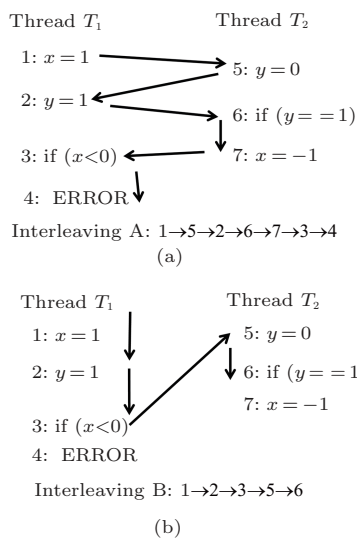 Thread T1 Thread T2
1: x = 1
5: y = 0
2: y = 1
6: if (y = = 1)
3: if (x<0)
7: x = −1
4: ERROR
Interleaving A: 1→5→2→6→7→3→4
(a)
Thread T1 Thread T2
1: x = 1 5: y = 0
2: y = 1 6: if (y = = 1
7: x = −1
3: if (x<0)
4: ERROR
Interleaving B: 1→2→3→5→6
(b)